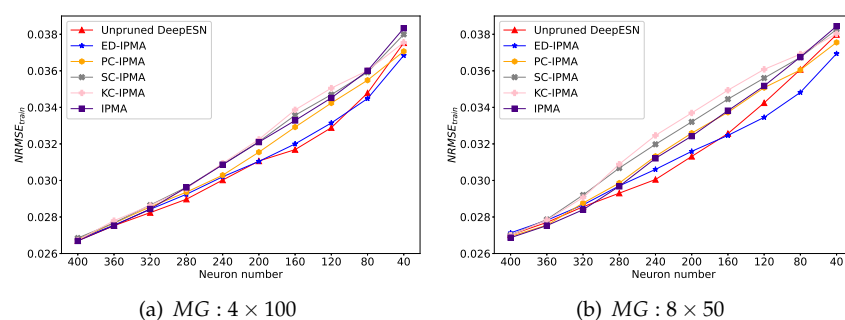 Unpruned DeepESN
ED-IPMA
PC-IPMA
SC-IPMA
KC-IPMA
IPMA
0.038
0.036
0.034
0.032
0.030
0.028
0.026
NRMSE_train
400 360 320 280 240 200 160 120 80 40
Neuron number
(a) MG : 4 × 100
Unpruned DeepESN
ED-IPMA
PC-IPMA
SC-IPMA
KC-IPMA
IPMA
0.038
0.036
0.034
0.032
0.030
0.028
0.026
NRMSE_train
400 360 320 280 240 200 160 120 80 40
Neuron number
(b) MG : 8 × 50